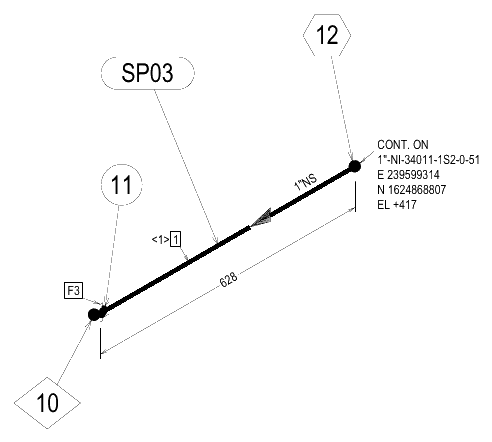 12
SP03
CONT. ON
1"-NI-34011-1S2-0-51
E 239599314
N 1624868807
EL +417
11
1"NS
<1> 1
628
F3
10